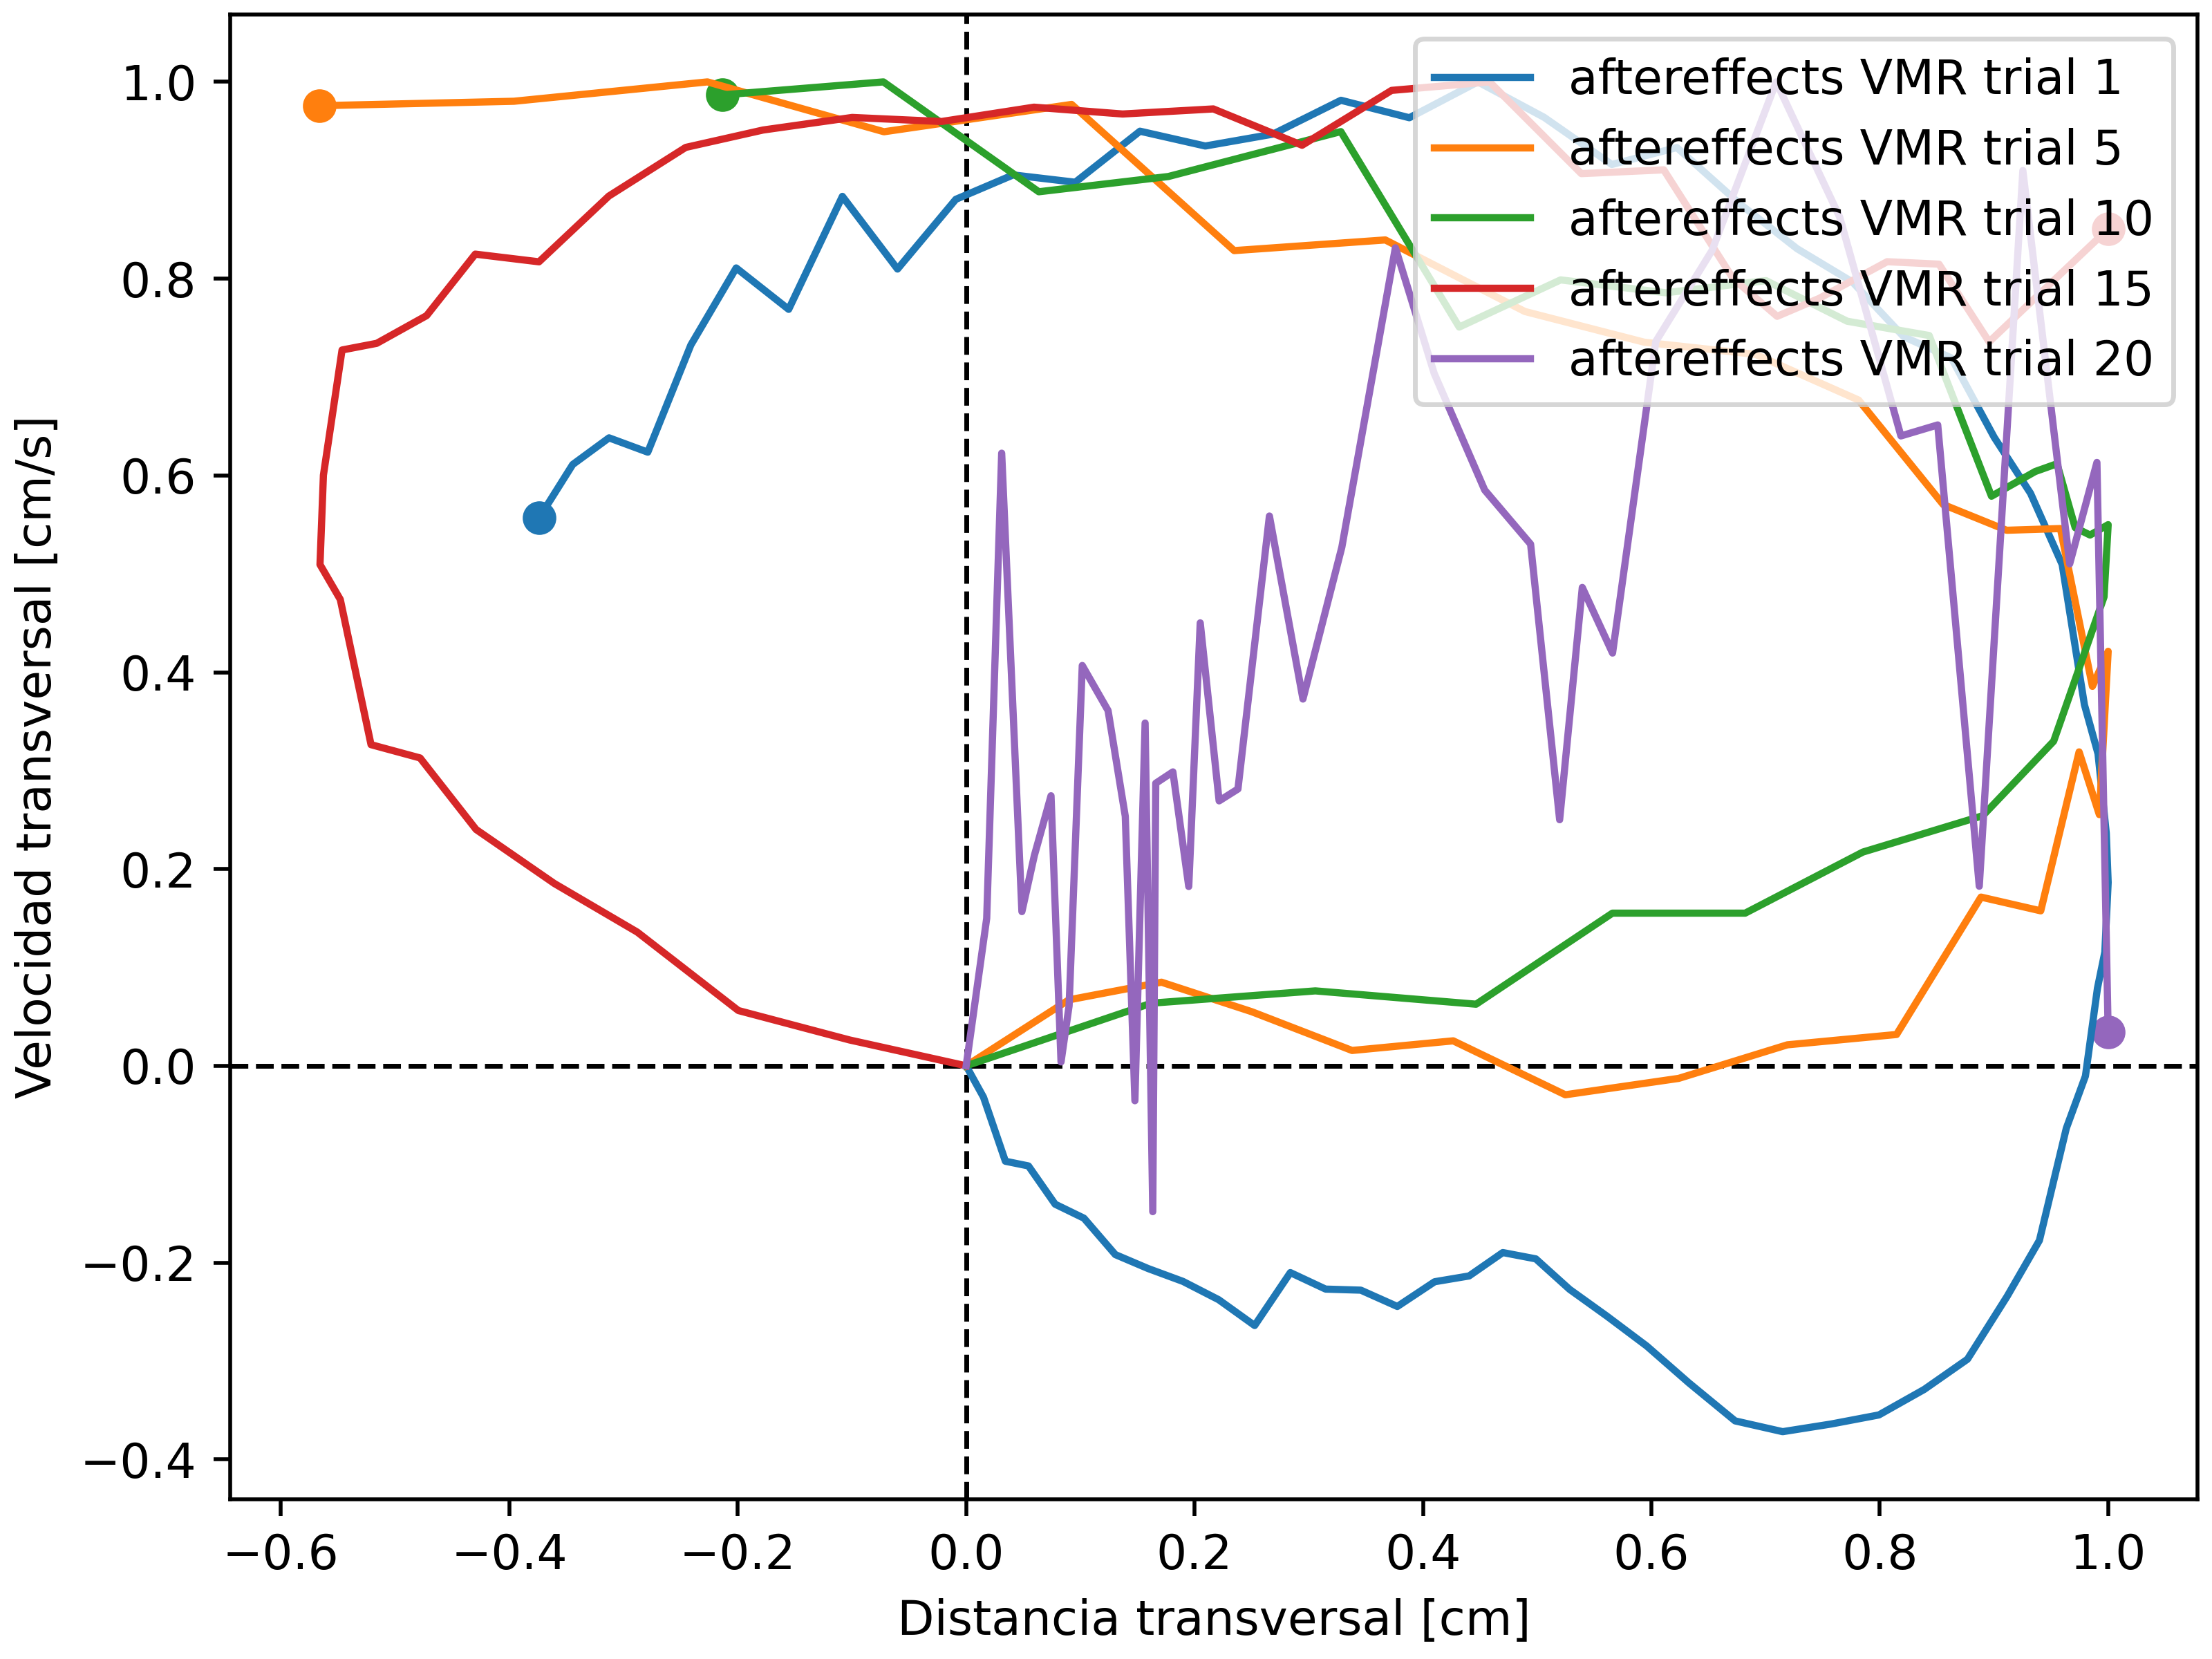 aftereffects VMR trial 1
aftereffects VMR trial 5
aftereffects VMR trial 10
aftereffects VMR trial 15
aftereffects VMR trial 20
Velocidad transversal [cm/s]
1.0
0.8
0.6
0.4
0.2
0.0
−0.2
−0.4
−0.6 −0.4 −0.2 0.0 0.2 0.4 0.6 0.8 1.0
Distancia transversal [cm]